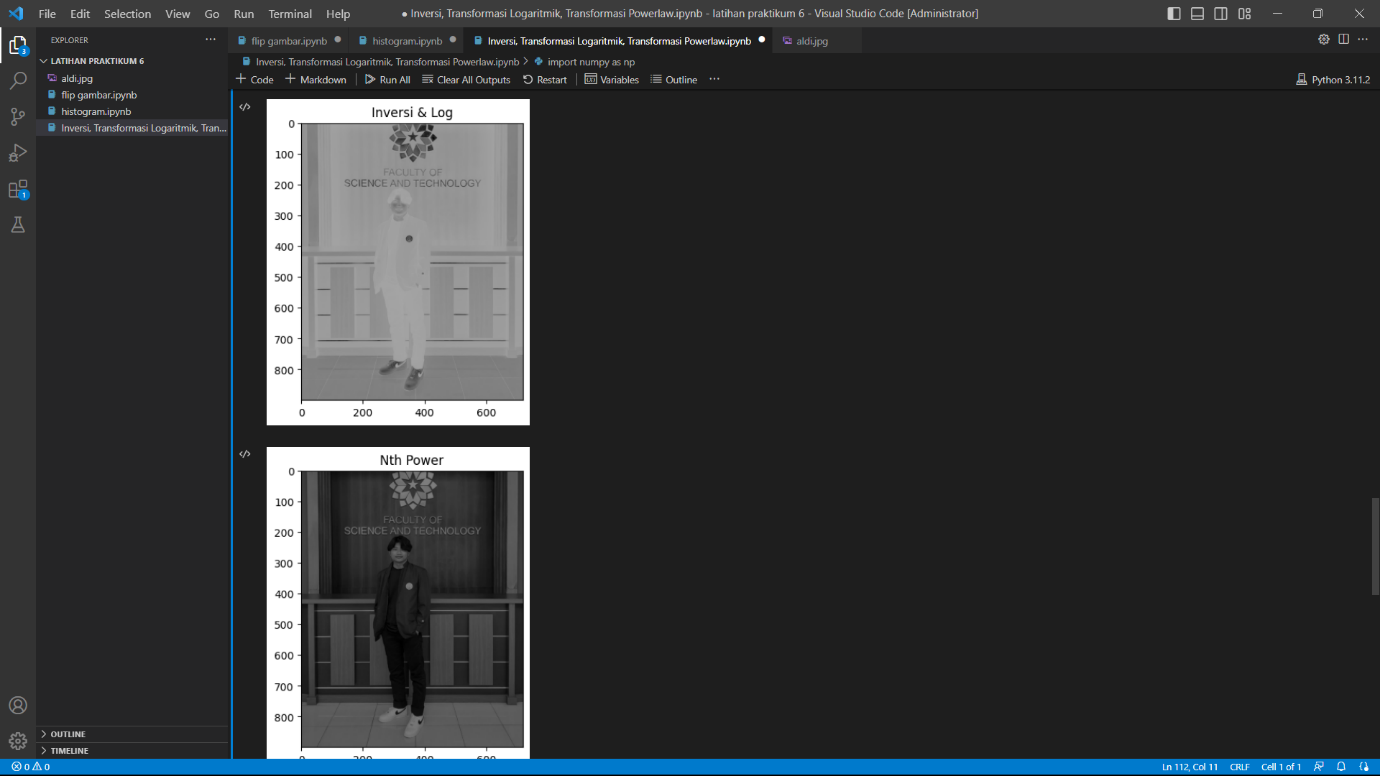 File Edit Selection View Go Run Terminal Help
● Inversi, Transformasi Logaritmik, Transformasi Powerlaw.ipynb - latihan praktikum 6 - Visual Studio Code [Administrator]
EXPLORER
LATIHAN PRAKTIKUM 6
aldi.jpg
flip gambar.ipynb
histogram.ipynb
Inversi, Transformasi Logaritmik, Tran...
OUTLINE
TIMELINE
3
1
flip gambar.ipynb ●
histogram.ipynb ●
Inversi, Transformasi Logaritmik, Transformasi Powerlaw.ipynb ●
aldi.jpg
Inversi, Transformasi Logaritmik, Transformasi Powerlaw.ipynb > import numpy as np
+ Code + Markdown Run All Clear All Outputs Restart Variables Outline ...
Python 3.11.2
Inversi & Log
0
100
200
300
400
500
600
700
800
FACULTY OF
SCIENCE AND TECHNOLOGY
0 200 400 600
Nth Power
0
100
200
300
400
500
600
700
800
FACULTY OF
SCIENCE AND TECHNOLOGY
0 200 400 600
0 0
Ln 112, Col 11 CRLF Cell 1 of 1